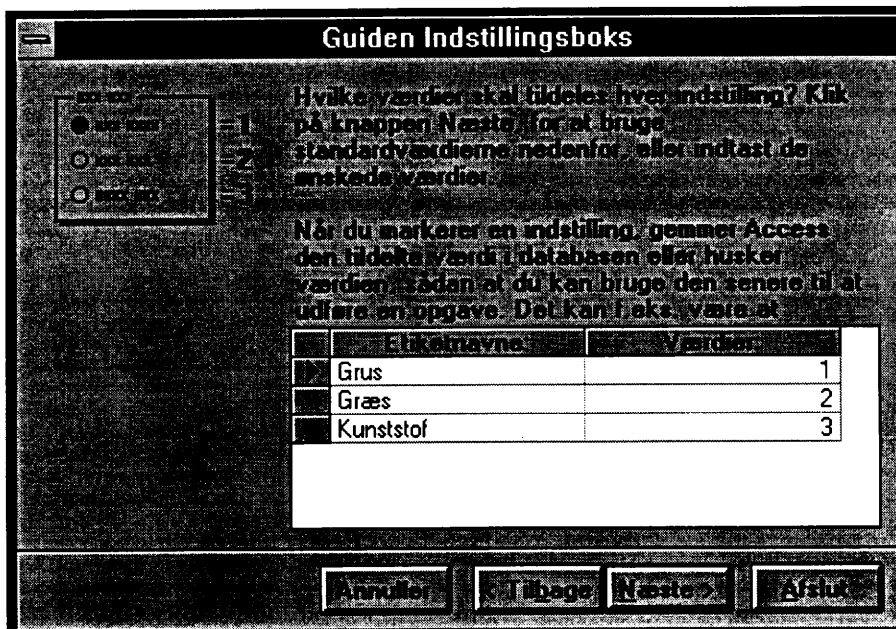 Guiden Indstillingsboks
=1
=2
=3
Hvilke værdier skal tildeles hver indstilling? Klik
på knappen Næste, for at bruge
standardværdierne nedenfor, eller indtast de
ønskede værdier.
Når du markerer en indstilling, gemmer Access
den tildelte værdi i databasen eller husker
værdien, sådan at du kan bruge den senere til at
udføre en opgave. Det kan f.eks. være at
Etiketnavne Værdier
Grus 1
Græs 2
Kunststof 3
Annuller < Tilbage Næste > Afslut